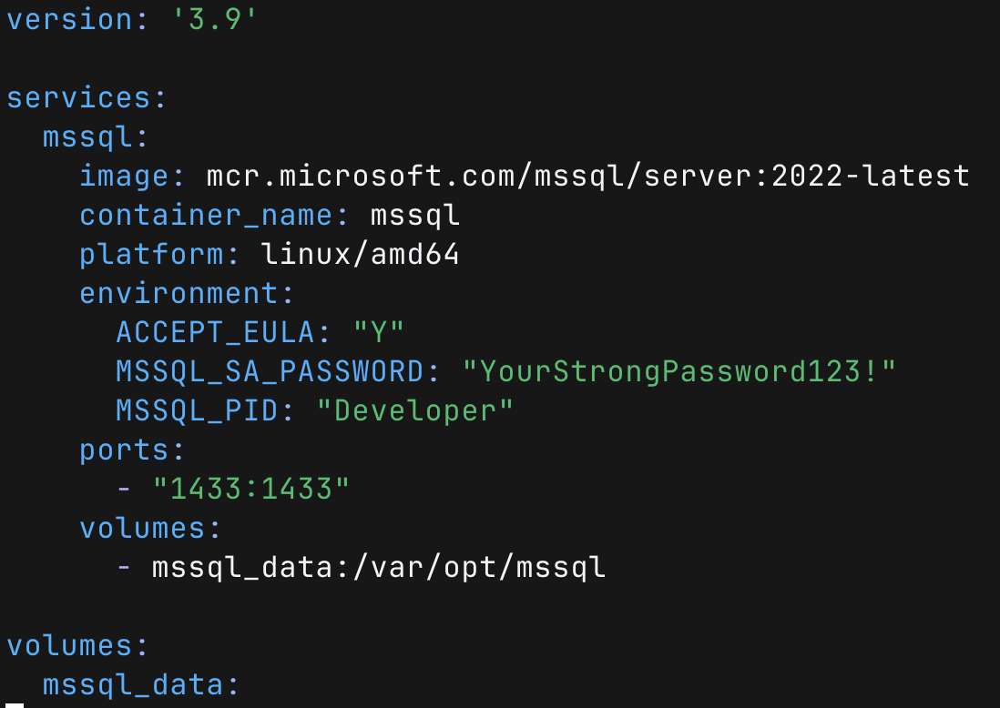 version: '3.9'

services:
  mssql:
    image: mcr.microsoft.com/mssql/server:2022-latest
    container_name: mssql
    platform: linux/amd64
    environment:
      ACCEPT_EULA: "Y"
      MSSQL_SA_PASSWORD: "YourStrongPassword123!"
      MSSQL_PID: "Developer"
    ports:
      - "1433:1433"
    volumes:
      - mssql_data:/var/opt/mssql

volumes:
  mssql_data: